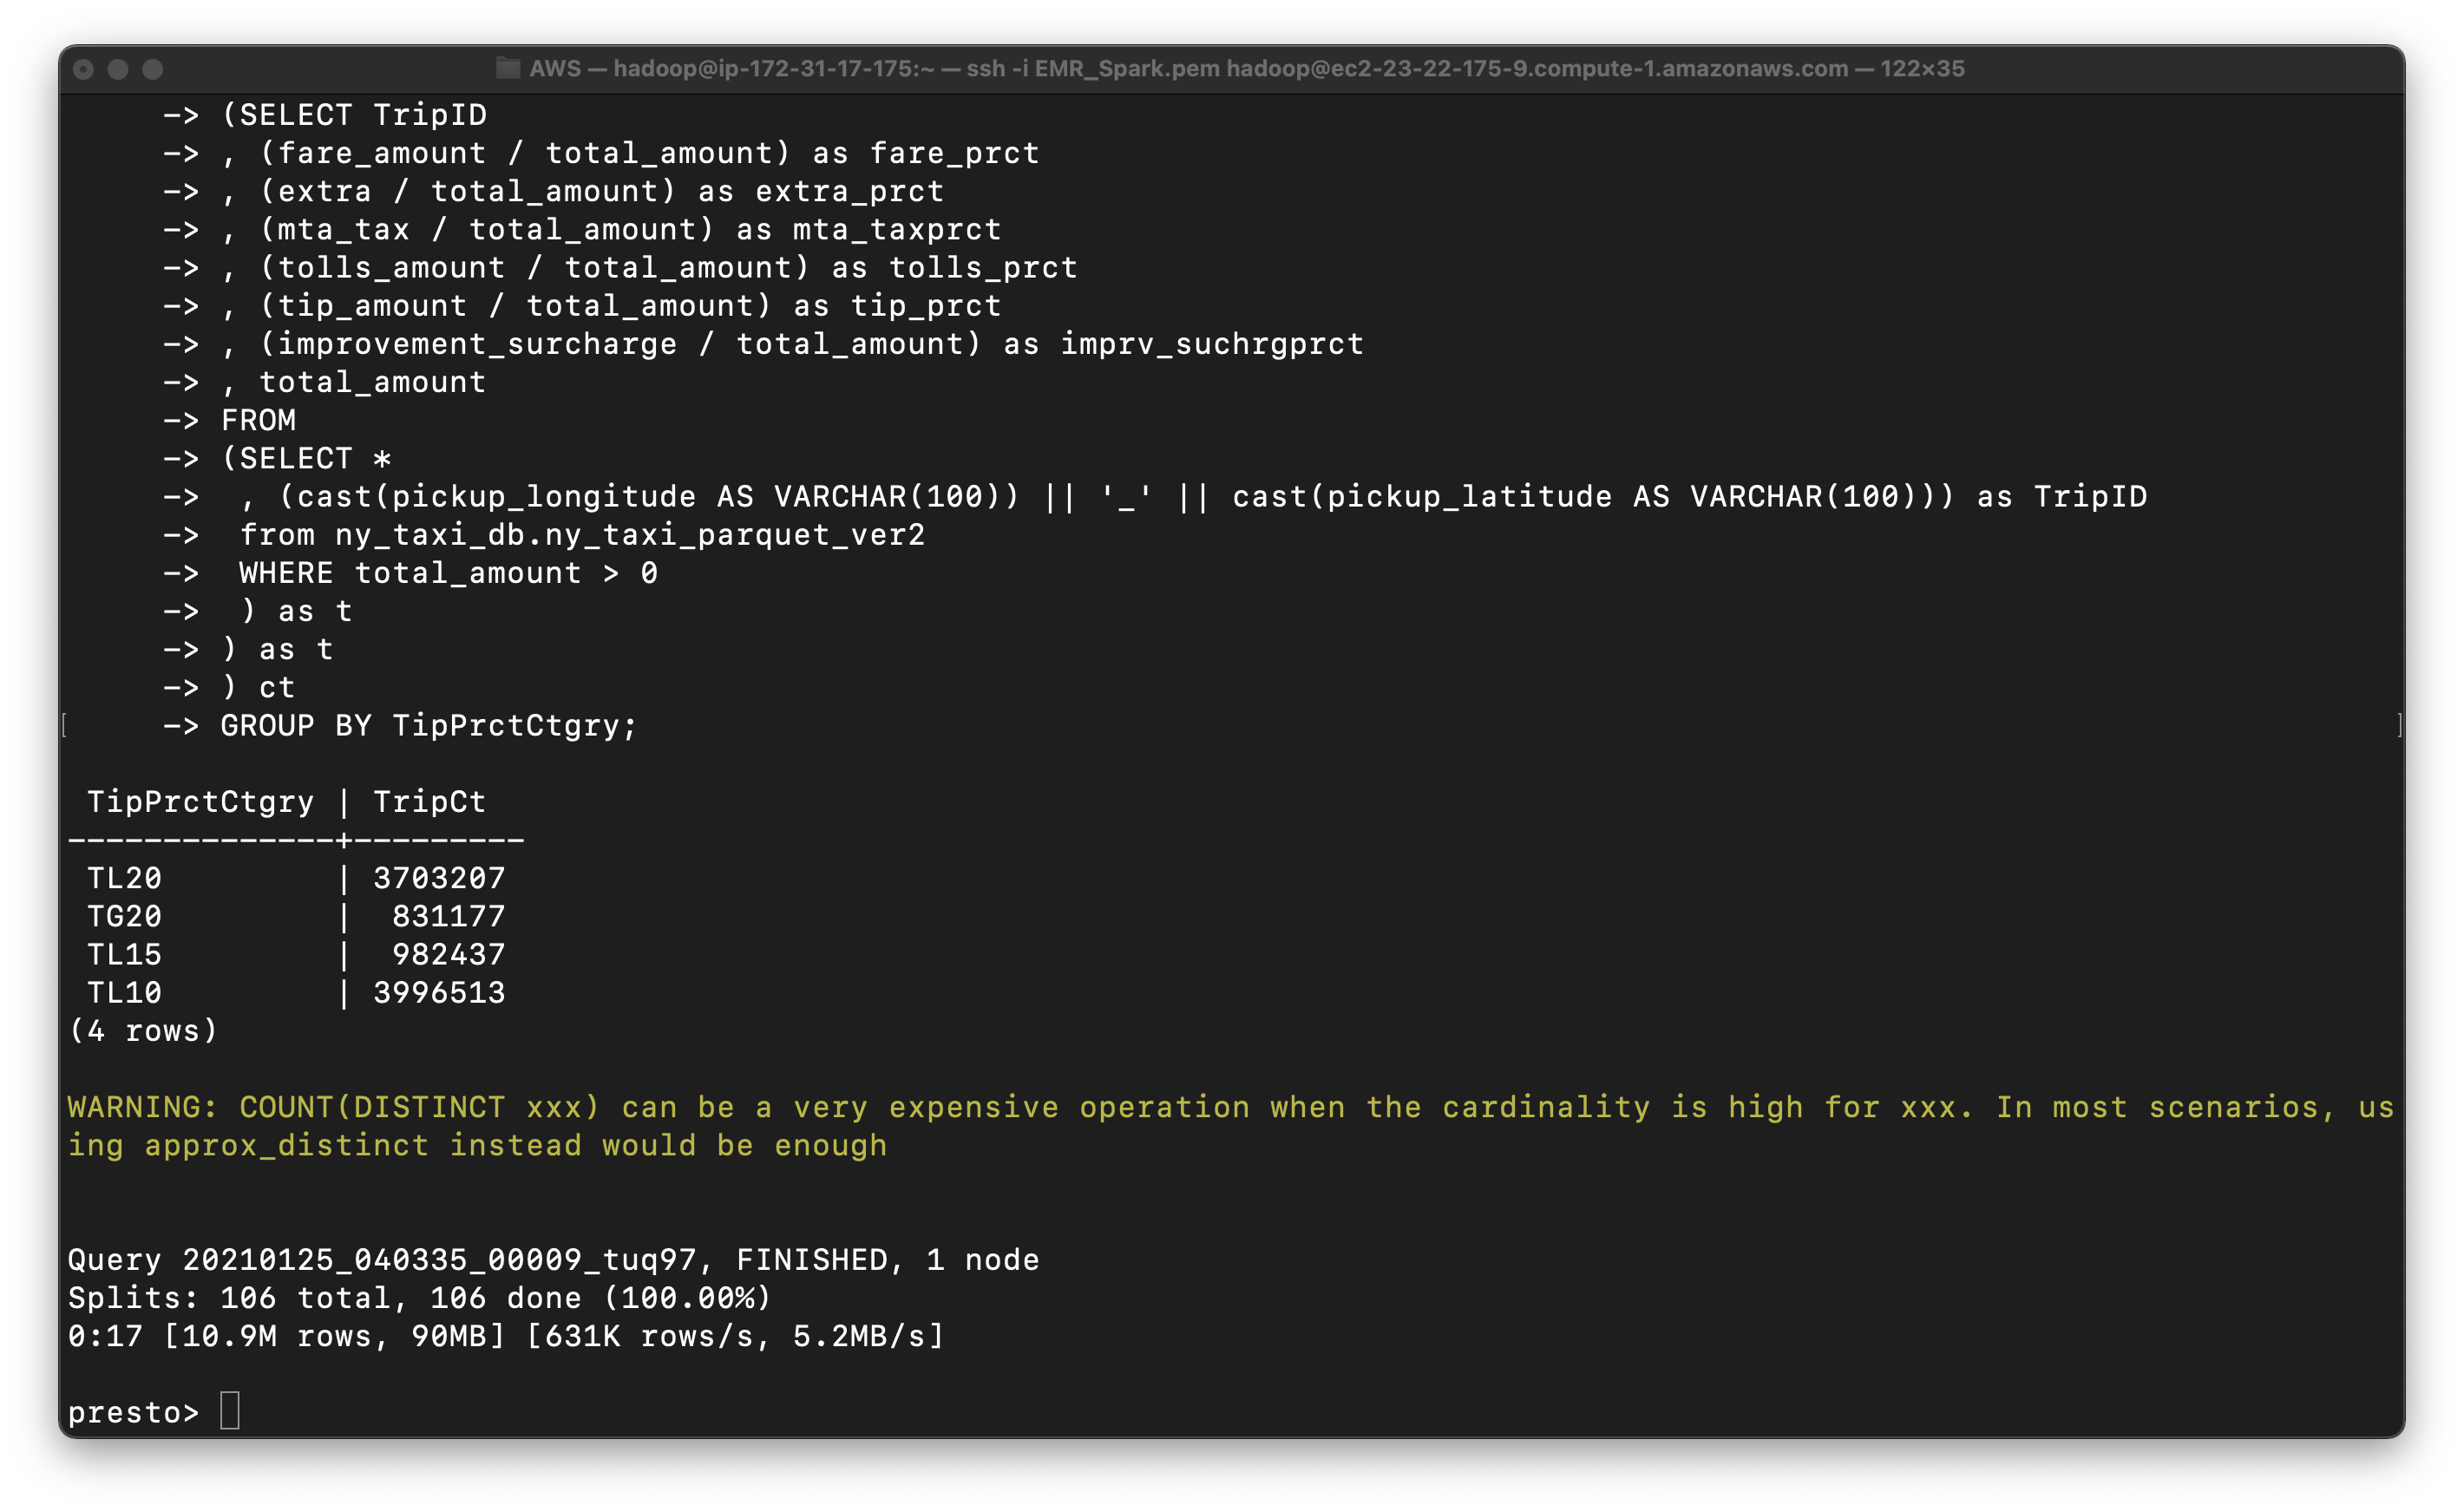 AWS — hadoop@ip-172-31-17-175:~ — ssh -i EMR_Spark.pem hadoop@ec2-23-22-175-9.compute-1.amazonaws.com — 122×35
-> (SELECT TripID
-> , (fare_amount / total_amount) as fare_prct
-> , (extra / total_amount) as extra_prct
-> , (mta_tax / total_amount) as mta_taxprct
-> , (tolls_amount / total_amount) as tolls_prct
-> , (tip_amount / total_amount) as tip_prct
-> , (improvement_surcharge / total_amount) as imprv_suchrgprct
-> , total_amount
-> FROM
-> (SELECT *
->  , (cast(pickup_longitude AS VARCHAR(100)) || '_' || cast(pickup_latitude AS VARCHAR(100))) as TripID
->  from ny_taxi_db.ny_taxi_parquet_ver2
->  WHERE total_amount > 0
->  ) as t
-> ) as t
-> ) ct
[    -> GROUP BY TipPrctCtgry;    ]
TipPrctCtgry | TripCt
--------------+---------
TL20         | 3703207
TG20         |  831177
TL15         |  982437
TL10         | 3996513
(4 rows)
WARNING: COUNT(DISTINCT xxx) can be a very expensive operation when the cardinality is high for xxx. In most scenarios, us
ing approx_distinct instead would be enough
Query 20210125_040335_00009_tuq97, FINISHED, 1 node
Splits: 106 total, 106 done (100.00%)
0:17 [10.9M rows, 90MB] [631K rows/s, 5.2MB/s]
presto>